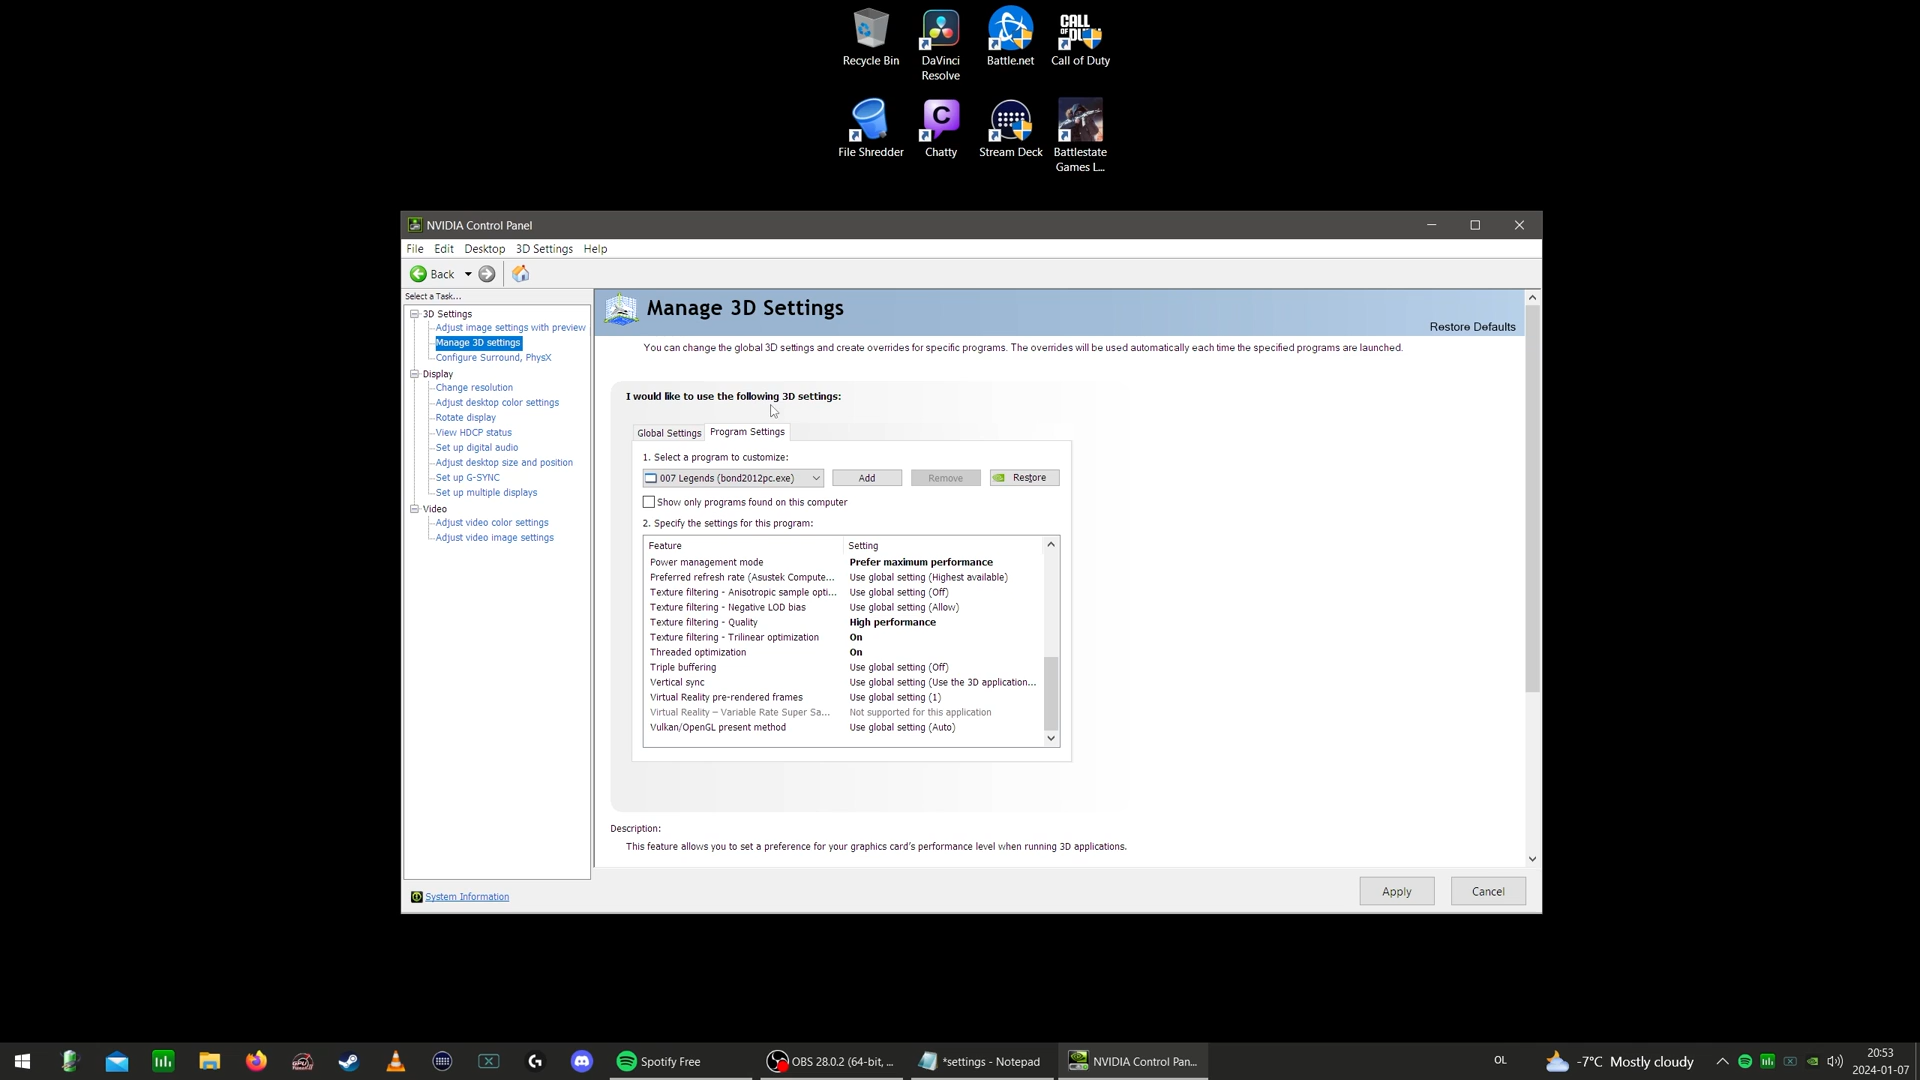 Recycle Bin
DaVinci
Resolve
Battle.net
CALL
OF DUTY
Call of Duty
File Shredder
C
Chatty
Stream Deck
Battlestate
Games L...
NVIDIA Control Panel
File Edit Desktop 3D Settings Help
Back
Select a Task...
3D Settings
Adjust image settings with preview
Manage 3D settings
Configure Surround, PhysX
Display
Change resolution
Adjust desktop color settings
Rotate display
View HDCP status
Set up digital audio
Adjust desktop size and position
Set up G-SYNC
Set up multiple displays
Video
Adjust video color settings
Adjust video image settings
System Information
Manage 3D Settings
Restore Defaults
You can change the global 3D settings and create overrides for specific programs. The overrides will be used automatically each time the specified programs are launched.
I would like to use the following 3D settings:
Global Settings Program Settings
1. Select a program to customize:
007 Legends (bond2012pc.exe) Add Remove Restore
Show only programs found on this computer
2. Specify the settings for this program:
Feature Setting
Power management mode Prefer maximum performance
Preferred refresh rate (Asustek Compute... Use global setting (Highest available)
Texture filtering - Anisotropic sample opti... Use global setting (Off)
Texture filtering - Negative LOD bias Use global setting (Allow)
Texture filtering - Quality High performance
Texture filtering - Trilinear optimization On
Threaded optimization On
Triple buffering Use global setting (Off)
Vertical sync Use global setting (Use the 3D application...
Virtual Reality pre-rendered frames Use global setting (1)
Virtual Reality – Variable Rate Super Sa... Not supported for this application
Vulkan/OpenGL present method Use global setting (Auto)
Description:
This feature allows you to set a preference for your graphics card's performance level when running 3D applications.
Apply Cancel
Spotify Free
OBS 28.0.2 (64-bit, ...
*settings - Notepad
NVIDIA Control Pan...
OL
-7°C Mostly cloudy
20:53
2024-01-07